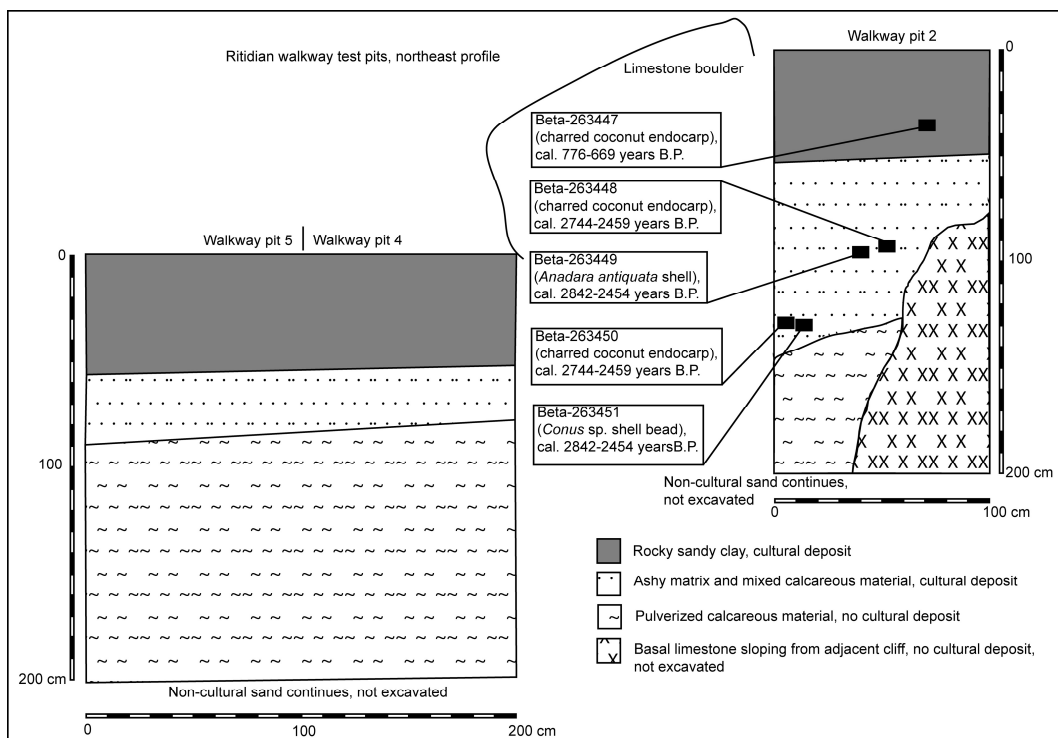 Ritidian walkway test pits, northeast profile
Limestone boulder
Walkway pit 2
0
100
200 cm
Beta-263447
(charred coconut endocarp),
cal. 776-669 years B.P.
Beta-263448
(charred coconut endocarp),
cal. 2744-2459 years B.P.
Beta-263449
(Anadara antiquata shell),
cal. 2842-2454 years B.P.
Beta-263450
(charred coconut endocarp),
cal. 2744-2459 years B.P.
Beta-263451
(Conus sp. shell bead),
cal. 2842-2454 yearsB.P.
Non-cultural sand continues,
not excavated
0
100 cm
Walkway pit 5
Walkway pit 4
0
100
200 cm
Non-cultural sand continues, not excavated
0
100
200 cm
Rocky sandy clay, cultural deposit
Ashy matrix and mixed calcareous material, cultural deposit
Pulverized calcareous material, no cultural deposit
Basal limestone sloping from adjacent cliff, no cultural deposit,
not excavated